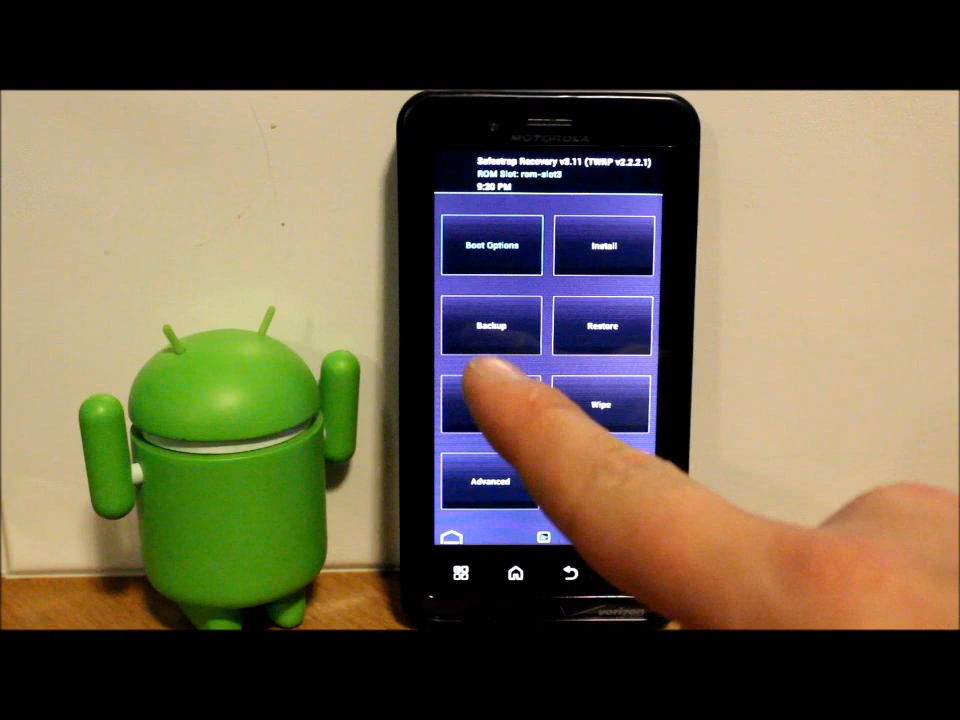 MOTOROLA
Safestrap Recovery v3.11 (TWRP v2.2.2.1)
ROM Slot: rom-slot3
9:20 PM
Boot Options
Install
Backup
Restore
Wipe
Advanced
verizon